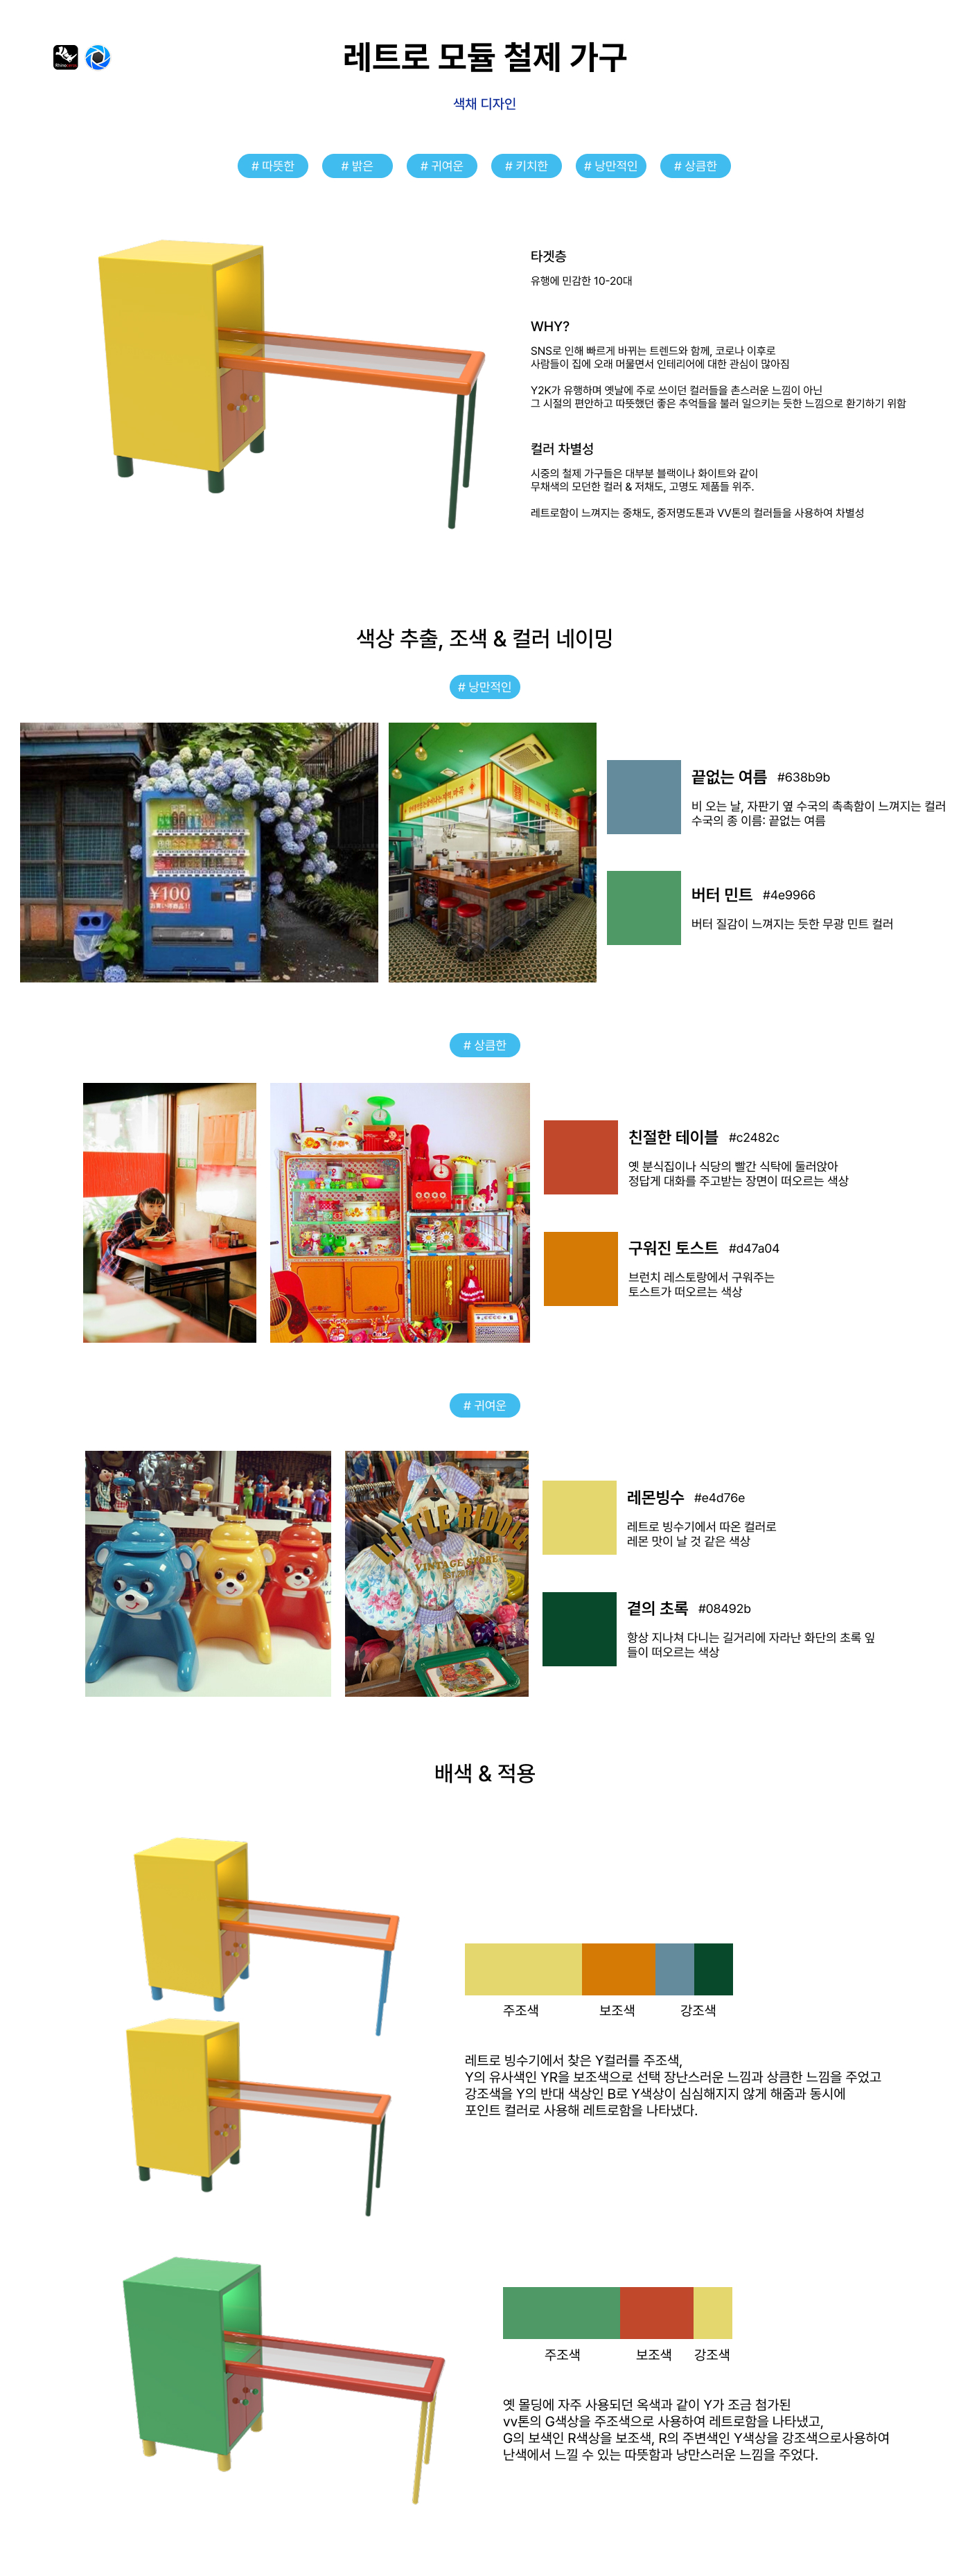 레트로 모듈 철제 가구
색채 디자인
# 따뜻한
# 밝은
# 귀여운
# 키치한
# 낭만적인
# 상큼한
타겟층
유행에 민감한 10-20대
WHY?
SNS로 인해 빠르게 바뀌는 트렌드와 함께, 코로나 이후로
사람들이 집에 오래 머물면서 인테리어에 대한 관심이 많아짐
Y2K가 유행하며 옛날에 주로 쓰이던 컬러들을 촌스러운 느낌이 아닌
그 시절의 편안하고 따뜻했던 좋은 추억들을 불러 일으키는 듯한 느낌으로 환기하기 위함
컬러 차별성
시중의 철제 가구들은 대부분 블랙이나 화이트와 같이
무채색의 모던한 컬러 & 저채도, 고명도 제품들 위주.
레트로함이 느껴지는 중채도, 중저명도톤과 VV톤의 컬러들을 사용하여 차별성
색상 추출, 조색 & 컬러 네이밍
# 낭만적인
¥100
끝없는 여름 #638b9b
비 오는 날, 자판기 옆 수국의 촉촉함이 느껴지는 컬러
수국의 종 이름: 끝없는 여름
버터 민트 #4e9966
버터 질감이 느껴지는 듯한 무광 민트 컬러
# 상큼한
친절한 테이블 #c2482c
옛 분식집이나 식당의 빨간 식탁에 둘러앉아
정답게 대화를 주고받는 장면이 떠오르는 색상
구워진 토스트 #d47a04
브런치 레스토랑에서 구워주는
토스트가 떠오르는 색상
# 귀여운
LITTLE RIDDLE
VINTAGE STORE
레몬빙수 #e4d76e
레트로 빙수기에서 따온 컬러로
레몬 맛이 날 것 같은 색상
곁의 초록 #08492b
항상 지나쳐 다니는 길거리에 자라난 화단의 초록 잎
들이 떠오르는 색상
배색 & 적용
주조색
보조색
강조색
레트로 빙수기에서 찾은 Y컬러를 주조색,
Y의 유사색인 YR을 보조색으로 선택 장난스러운 느낌과 상큼한 느낌을 주었고
강조색을 Y의 반대 색상인 B로 Y색상이 심심해지지 않게 해줌과 동시에
포인트 컬러로 사용해 레트로함을 나타냈다.
주조색
보조색
강조색
옛 몰딩에 자주 사용되던 옥색과 같이 Y가 조금 첨가된
vv톤의 G색상을 주조색으로 사용하여 레트로함을 나타냈고,
G의 보색인 R색상을 보조색, R의 주변색인 Y색상을 강조색으로사용하여
난색에서 느낄 수 있는 따뜻함과 낭만스러운 느낌을 주었다.